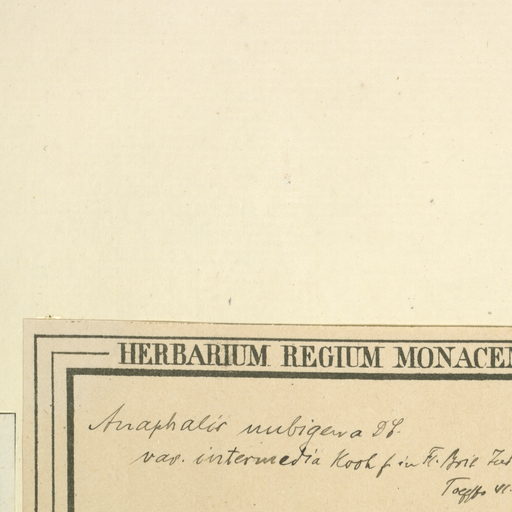 HERBARIUM REGIUM MONACEN
Anaphalis nubigena DC.
var. intermedia Hook f. in Fl. Brit Ind